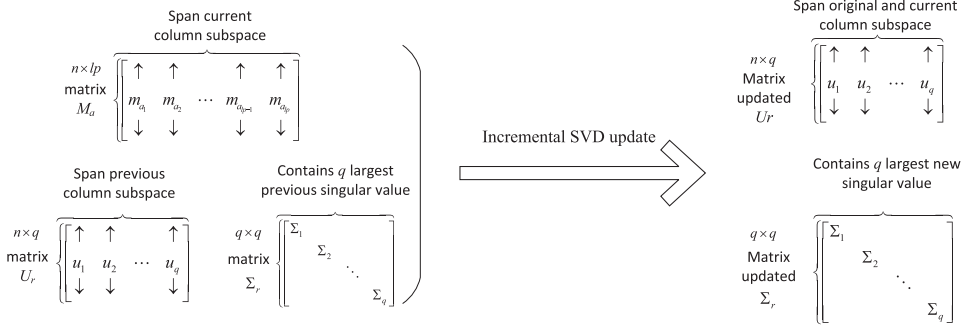 Span current
column subspace
n×lp
matrix
M_a
m_{a_1} m_{a_2} ⋯ m_{a_{lp-1}} m_{a_{lp}}
Span previous
column subspace
n×q
matrix
U_r
u_1 u_2 ⋯ u_q
Contains q largest
previous singular value
q×q
matrix
Σ_r
Σ_1
Σ_2
⋱
Σ_q
Incremental SVD update
Span original and current
column subspace
n×q
Matrix
updated
Ur
u_1 u_2 ⋯ u_q
Contains q largest new
singular value
q×q
Matrix
updated
Σ_r
Σ_1
Σ_2
⋱
Σ_q